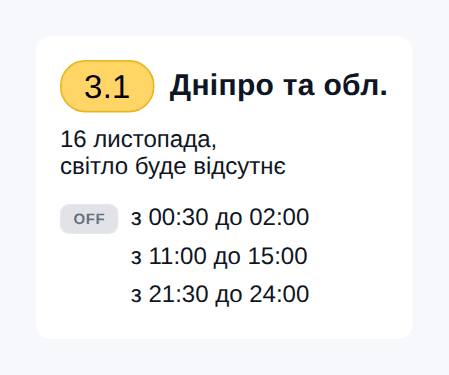 3.1 Дніпро та обл.
16 листопада,
світло буде відсутнє
OFF з 00:30 до 02:00
з 11:00 до 15:00
з 21:30 до 24:00